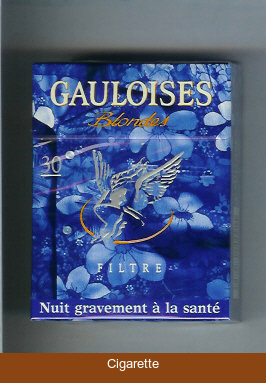 GAULOISES
Blondes
30
FILTRE
Nuit gravement à la santé
Cigarette